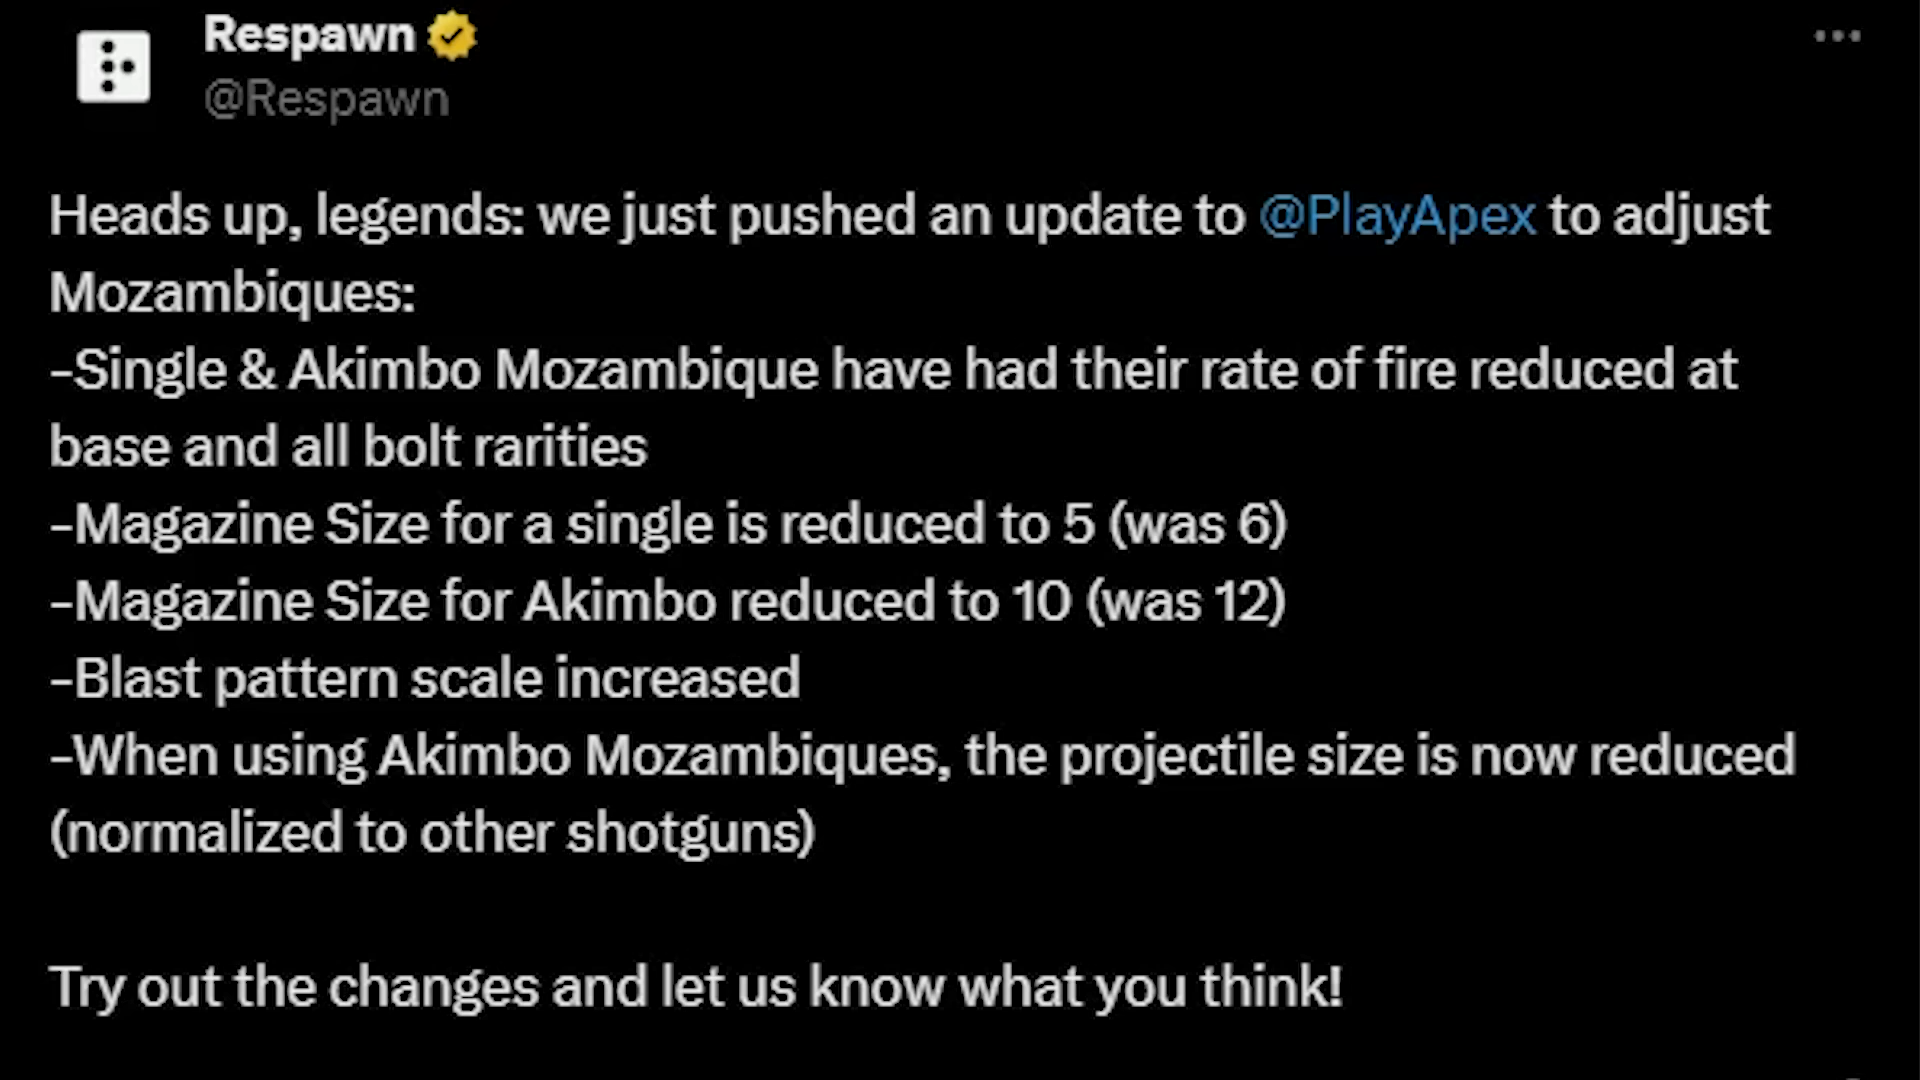 Respawn
@Respawn
Heads up, legends: we just pushed an update to @PlayApex to adjust
Mozambiques:
-Single & Akimbo Mozambique have had their rate of fire reduced at
base and all bolt rarities
-Magazine Size for a single is reduced to 5 (was 6)
-Magazine Size for Akimbo reduced to 10 (was 12)
-Blast pattern scale increased
-When using Akimbo Mozambiques, the projectile size is now reduced
(normalized to other shotguns)
Try out the changes and let us know what you think!